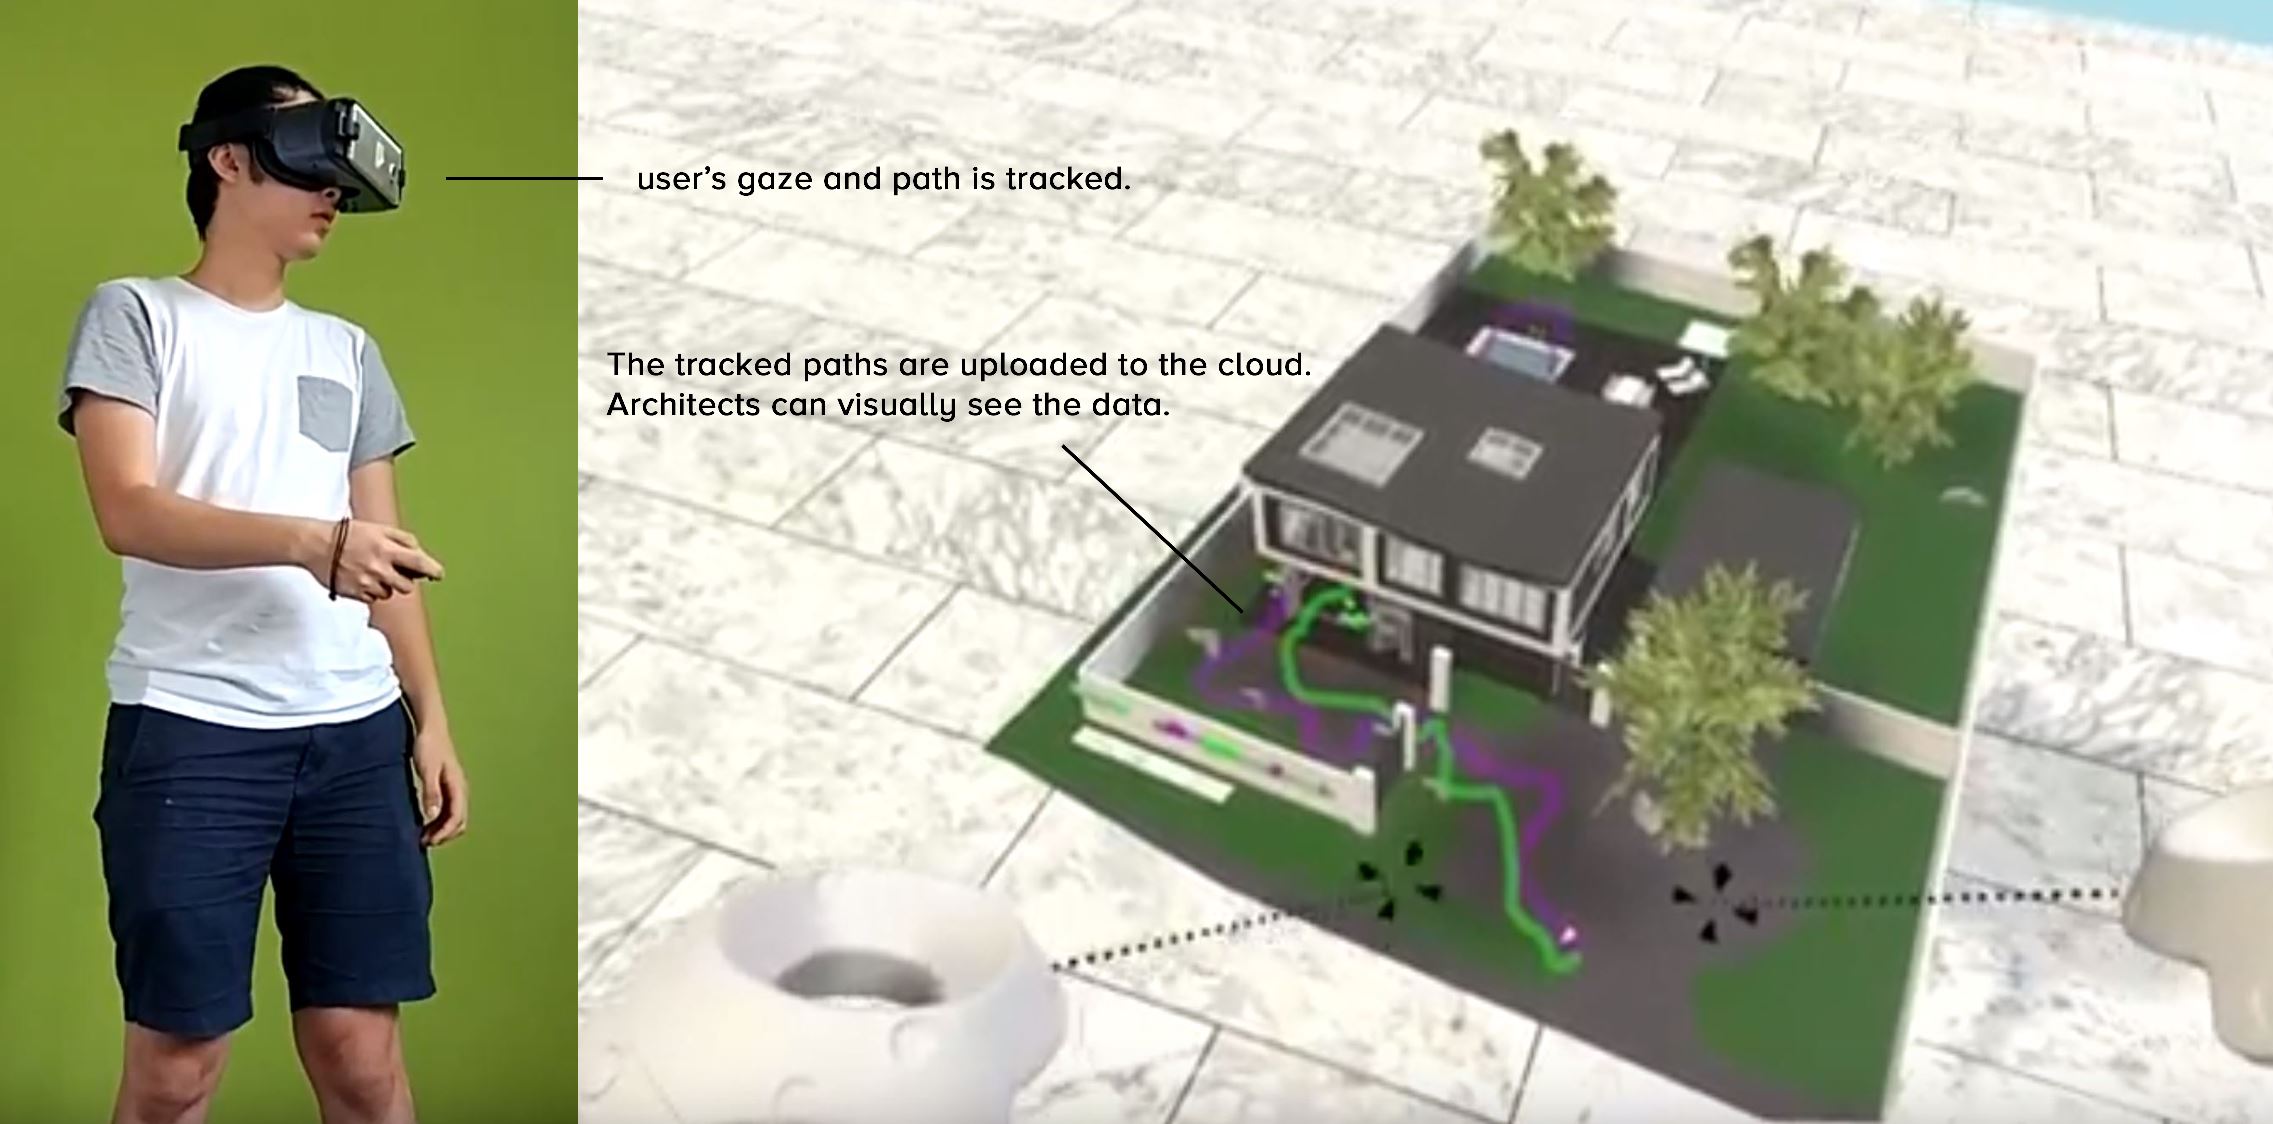 user's gaze and path is tracked.
The tracked paths are uploaded to the cloud.
Architects can visually see the data.